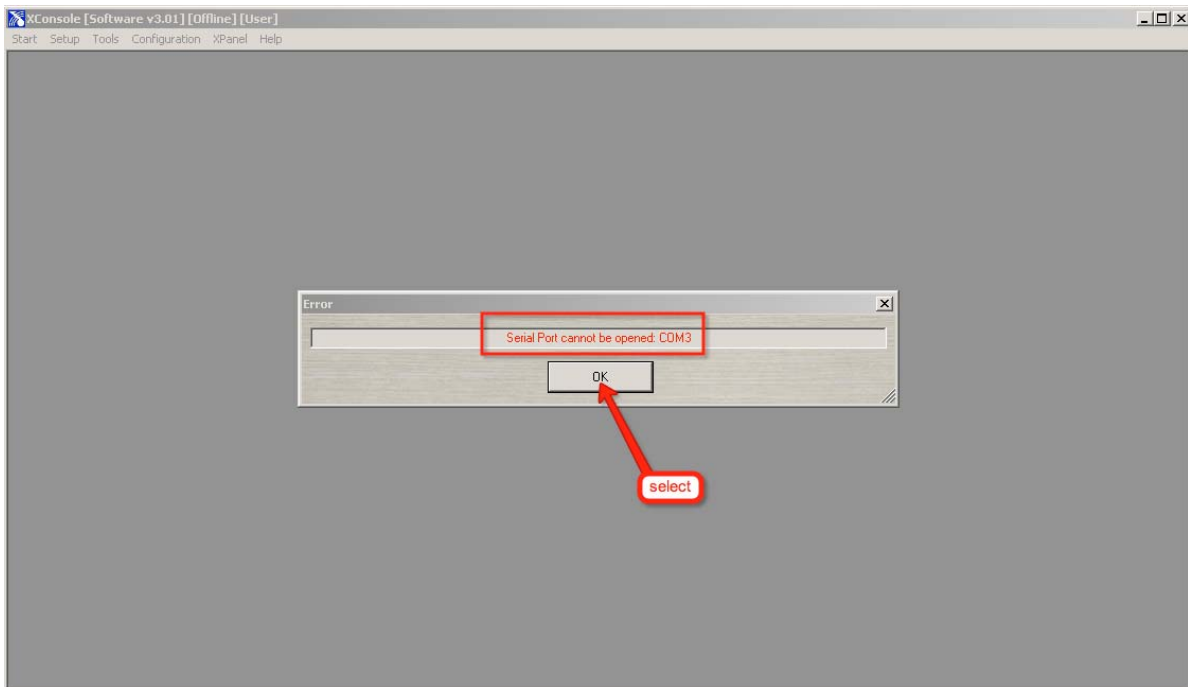 XConsole [Software v3.01] [Offline] [User]
Start Setup Tools Configuration XPanel Help
Error
Serial Port cannot be opened: COM3
OK
select